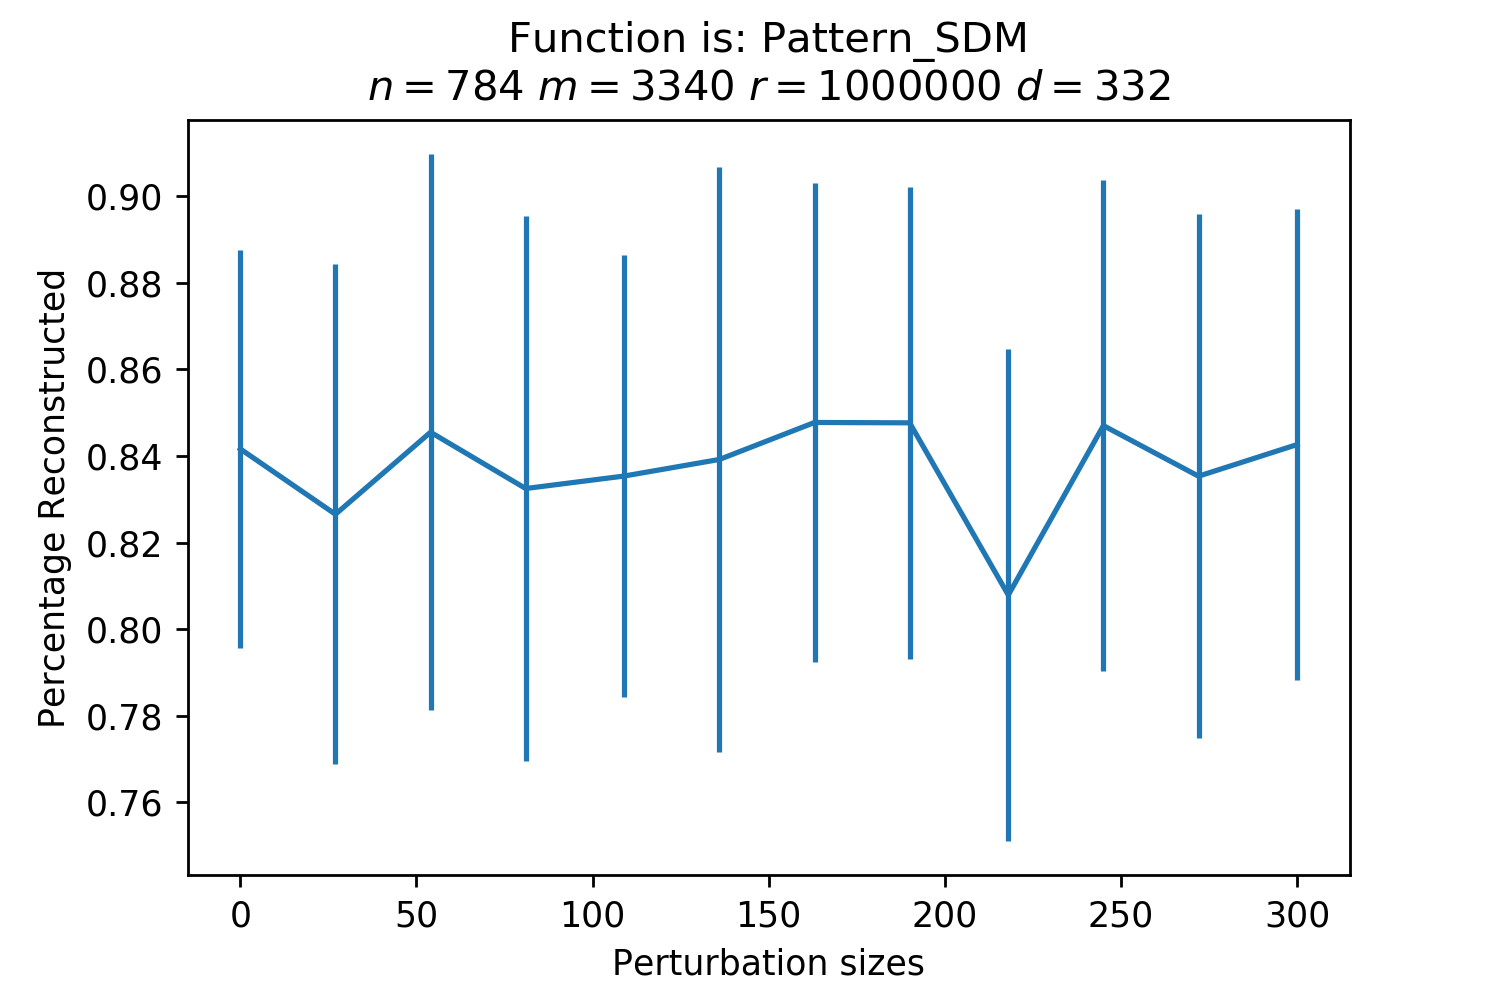 Function is: Pattern_SDM
n = 784 m = 3340 r = 1000000 d = 332
0.90
0.88
0.86
0.84
0.82
0.80
0.78
0.76
Percentage Reconstructed
0 50 100 150 200 250 300
Perturbation sizes